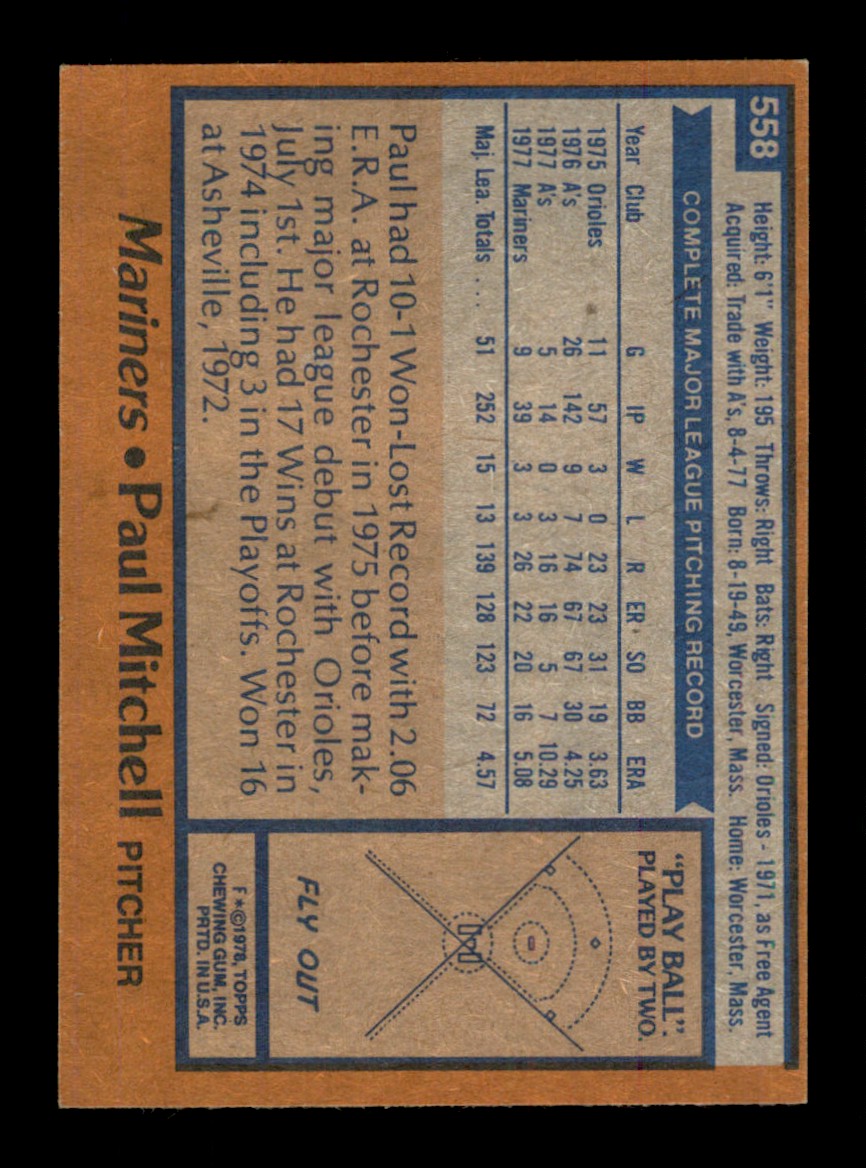 558
Height: 6'1" Weight: 195 Throws: Right Bats: Right Signed: Orioles - 1971, as Free Agent
Acquired: Trade with A's, 8-4-77 Born: 8-19-49, Worcester, Mass. Home: Worcester, Mass.
COMPLETE MAJOR LEAGUE PITCHING RECORD
Year Club G IP W L R ER SO BB ERA
1975 Orioles 11 57 3 0 23 23 31 19 3.63
1976 A's 26 142 9 7 74 67 67 30 4.25
1977 A's 5 14 0 3 16 16 5 7 10.29
1977 Mariners 9 39 3 3 26 22 20 16 5.08
Maj. Lea. Totals .... 51 252 15 13 139 128 123 72 4.57
Paul had 10-1 Won-Lost Record with 2.06
E.R.A. at Rochester in 1975 before mak-
ing major league debut with Orioles,
July 1st. He had 17 Wins at Rochester in
1974 including 3 in the Playoffs. Won 16
at Asheville, 1972.
"PLAY BALL".
PLAYED BY TWO.
FLY OUT
F*©1978, TOPPS
CHEWING GUM, INC.
PRTD. IN U.S.A.
Mariners • Paul Mitchell PITCHER